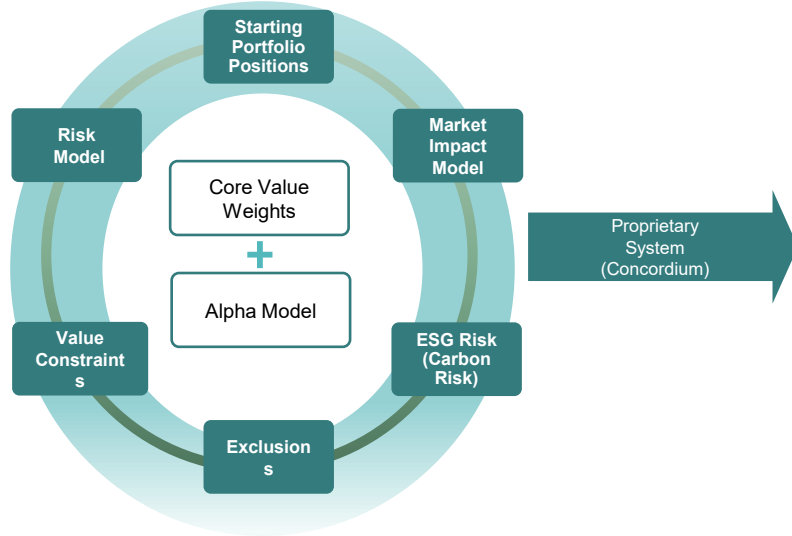 Starting
Portfolio
Positions
Risk
Model
Market
Impact
Model
Core Value
Weights
+
Alpha Model
Proprietary
System
(Concordium)
Value
Constraint
s
ESG Risk
(Carbon
Risk)
Exclusion
s